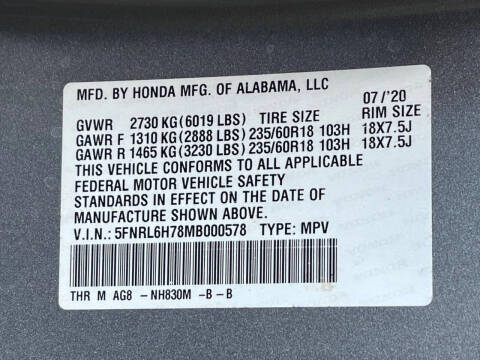 MFD. BY HONDA MFG. OF ALABAMA, LLC
07/'20
GVWR 2730 KG(6019 LBS) TIRE SIZE RIM SIZE
GAWR F 1310 KG(2888 LBS) 235/60R18 103H 18X7.5J
GAWR R 1465 KG(3230 LBS) 235/60R18 103H 18X7.5J
THIS VEHICLE CONFORMS TO ALL APPLICABLE
FEDERAL MOTOR VEHICLE SAFETY
STANDARDS IN EFFECT ON THE DATE OF
MANUFACTURE SHOWN ABOVE.
V.I.N.: 5FNRL6H78MB000578 TYPE: MPV
THR M AG8 -NH830M -B-B